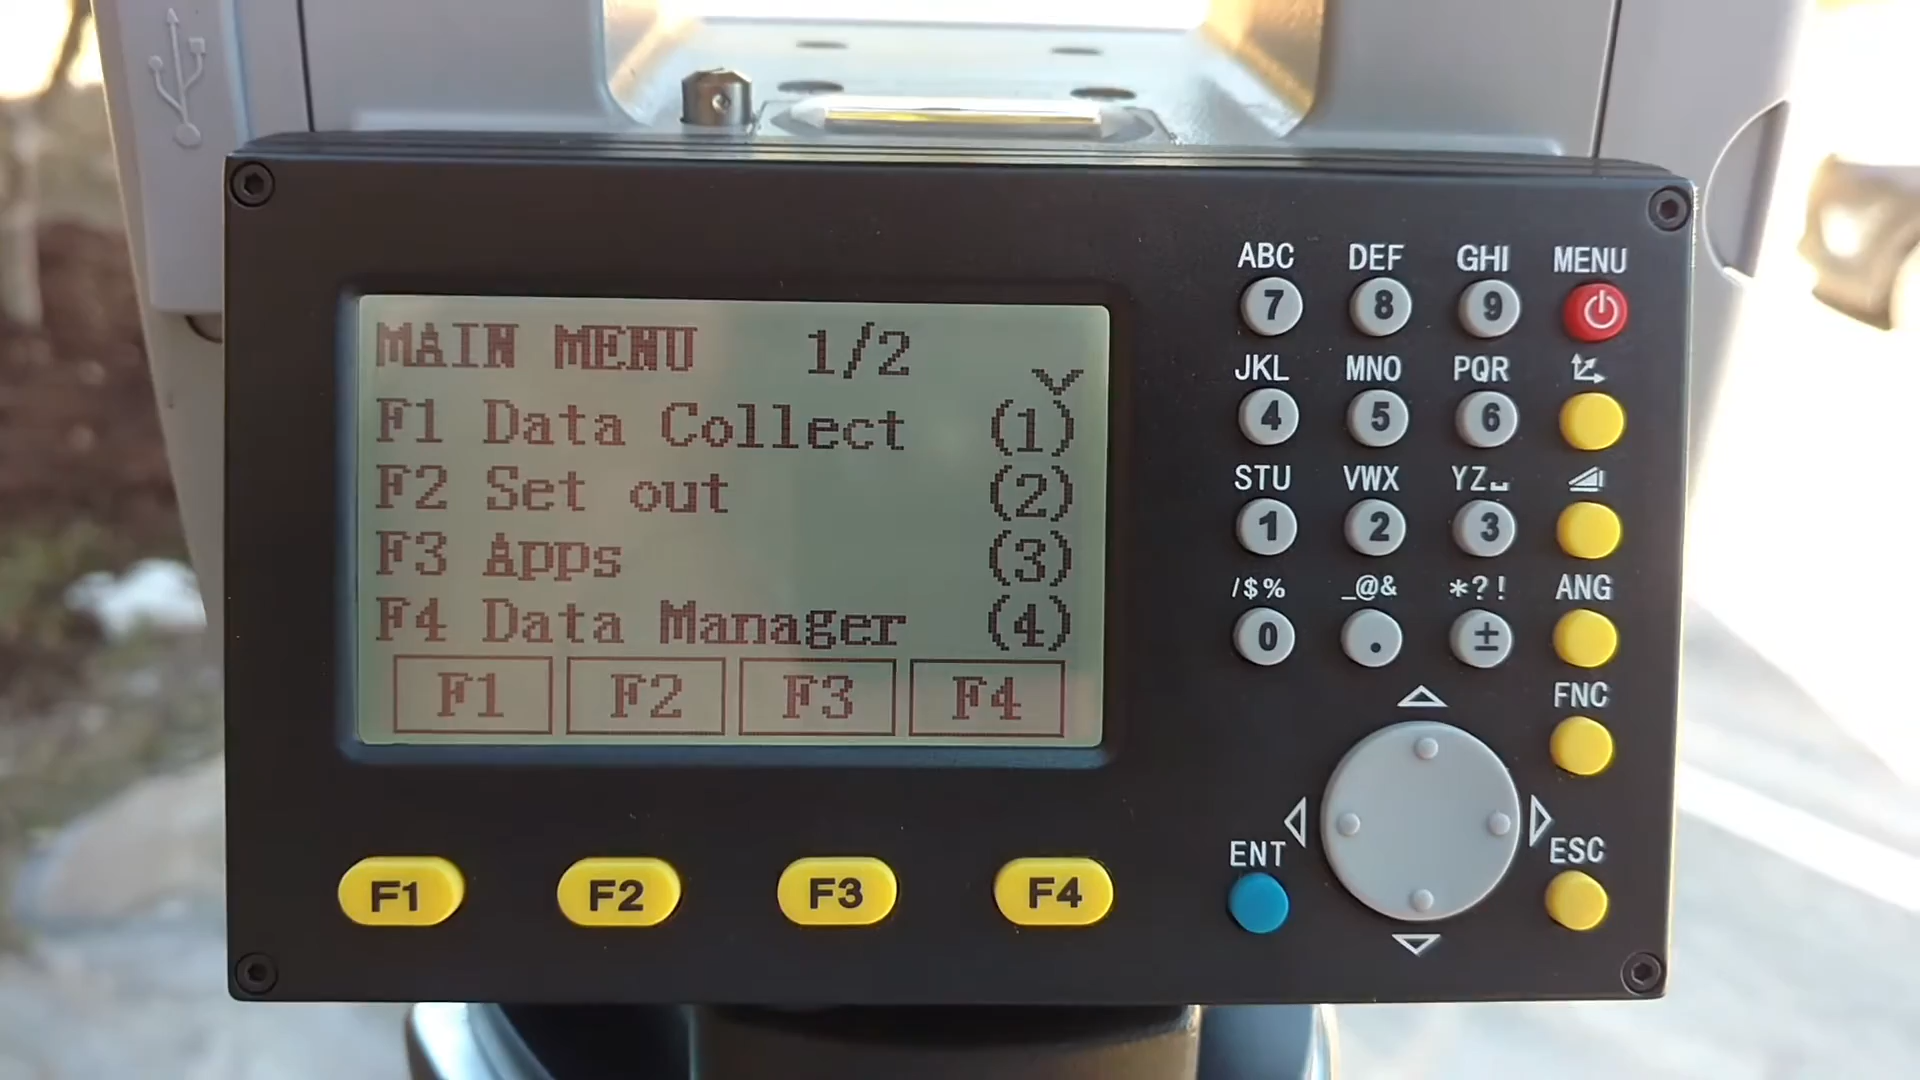 MAIN MENU 1/2
F1 Data Collect (1)
F2 Set out (2)
F3 Apps (3)
F4 Data Manager (4)
F1 F2 F3 F4
F1 F2 F3 F4
ABC DEF GHI MENU
7 8 9
JKL MNO PQR
4 5 6
STU VWX YZ␣
1 2 3
/$% _@& *?! ANG
0 . ±
FNC
ENT ESC